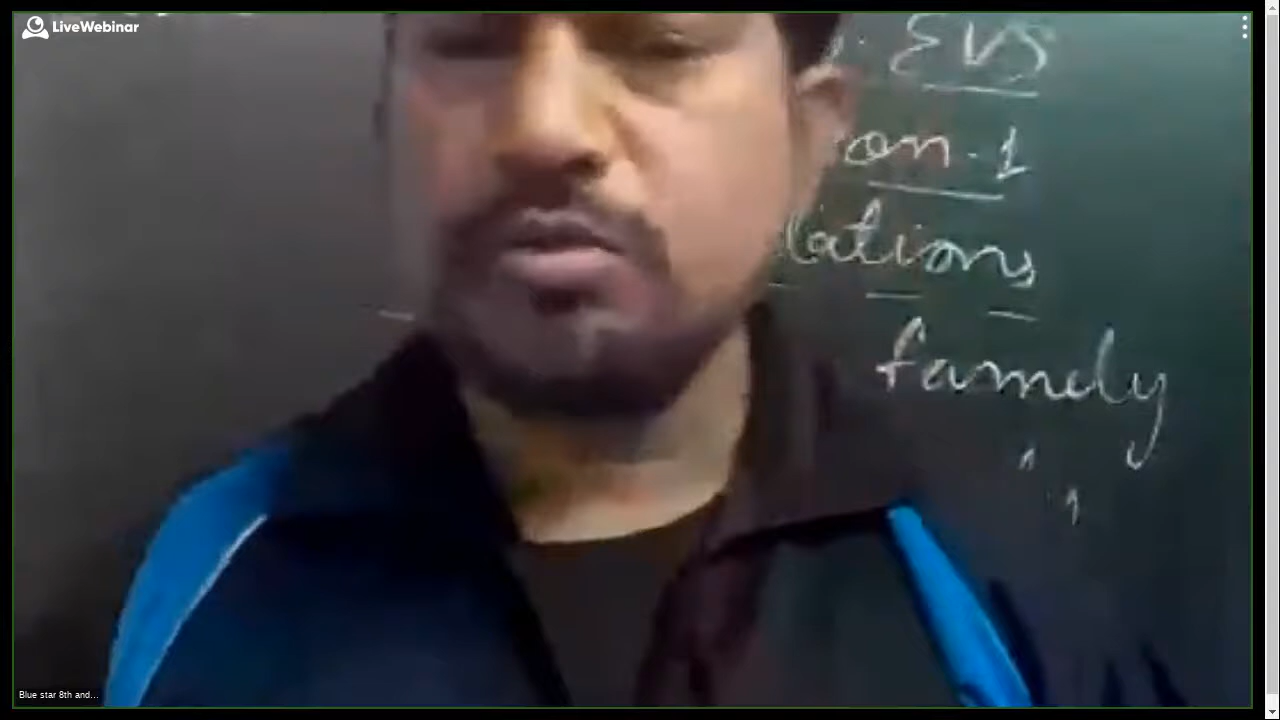 LiveWebinar
EVS
on-1
lations
family
Blue star 8th and...